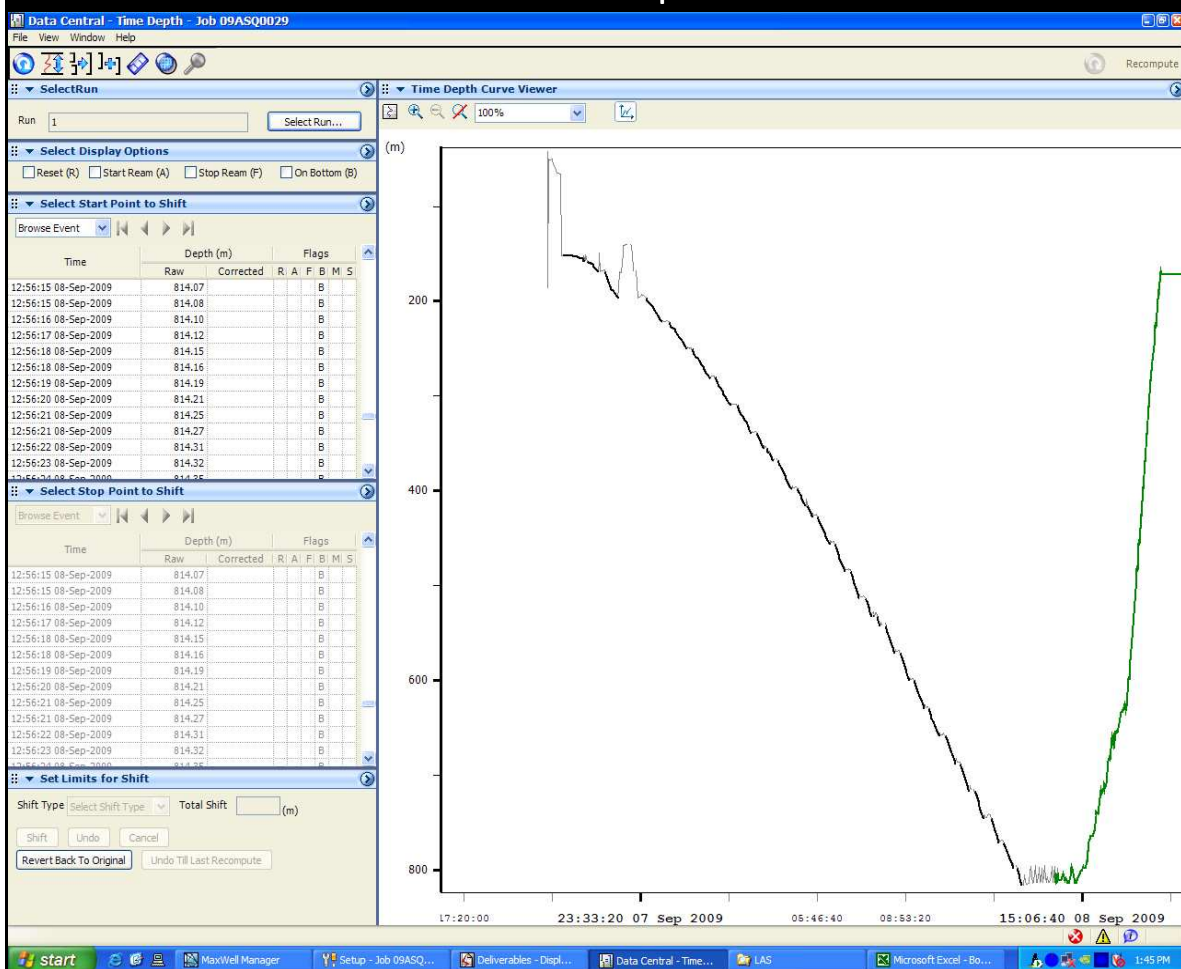 Data Central - Time Depth - Job 09ASQ0029
File View Window Help
Recompute
SelectRun
Run 1 Select Run...
Select Display Options
Reset (R) Start Ream (A) Stop Ream (F) On Bottom (B)
Select Start Point to Shift
Browse Event
Time Depth (m) Flags
Raw Corrected R A F B M S
12:56:15 08-Sep-2009 814.07 B
12:56:15 08-Sep-2009 814.08 B
12:56:16 08-Sep-2009 814.10 B
12:56:17 08-Sep-2009 814.12 B
12:56:18 08-Sep-2009 814.15 B
12:56:18 08-Sep-2009 814.16 B
12:56:19 08-Sep-2009 814.19 B
12:56:20 08-Sep-2009 814.21 B
12:56:21 08-Sep-2009 814.25 B
12:56:21 08-Sep-2009 814.27 B
12:56:22 08-Sep-2009 814.31 B
12:56:23 08-Sep-2009 814.32 B
Select Stop Point to Shift
Browse Event
Time Depth (m) Flags
Raw Corrected R A F B M S
12:56:15 08-Sep-2009 814.07 B
12:56:15 08-Sep-2009 814.08 B
12:56:16 08-Sep-2009 814.10 B
12:56:17 08-Sep-2009 814.12 B
12:56:18 08-Sep-2009 814.15 B
12:56:18 08-Sep-2009 814.16 B
12:56:19 08-Sep-2009 814.19 B
12:56:20 08-Sep-2009 814.21 B
12:56:21 08-Sep-2009 814.25 B
12:56:21 08-Sep-2009 814.27 B
12:56:22 08-Sep-2009 814.31 B
12:56:23 08-Sep-2009 814.32 B
Set Limits for Shift
Shift Type Select Shift Type Total Shift (m)
Shift Undo Cancel
Revert Back To Original Undo Till Last Recompute
Time Depth Curve Viewer
100%
(m)
200
400
600
800
17:20:00 23:33:20 07 Sep 2009 05:46:40 08:53:20 15:06:40 08 Sep 2009
start MaxWell Manager Setup - Job 09ASQ... Deliverables - Displ... Data Central - Time... LAS Microsoft Excel - Bo... 1:45 PM